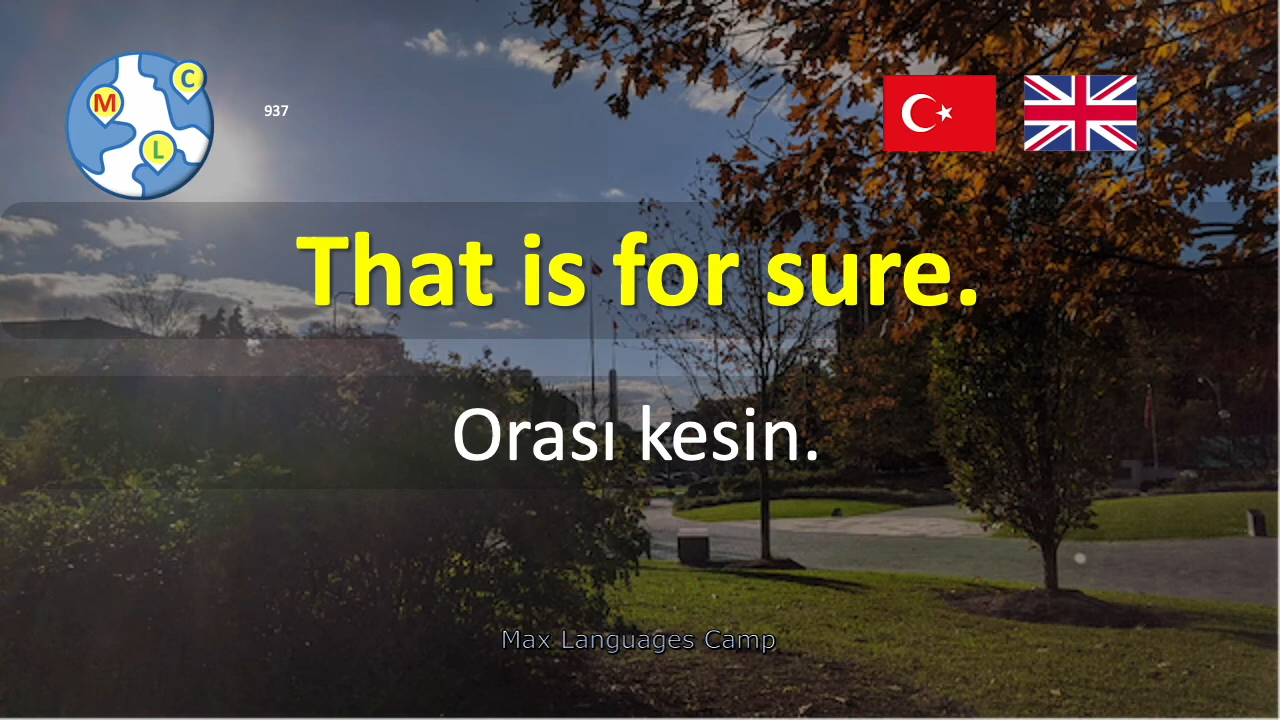 M
C
L
937
That is for sure.
Orası kesin.
Max Languages Camp